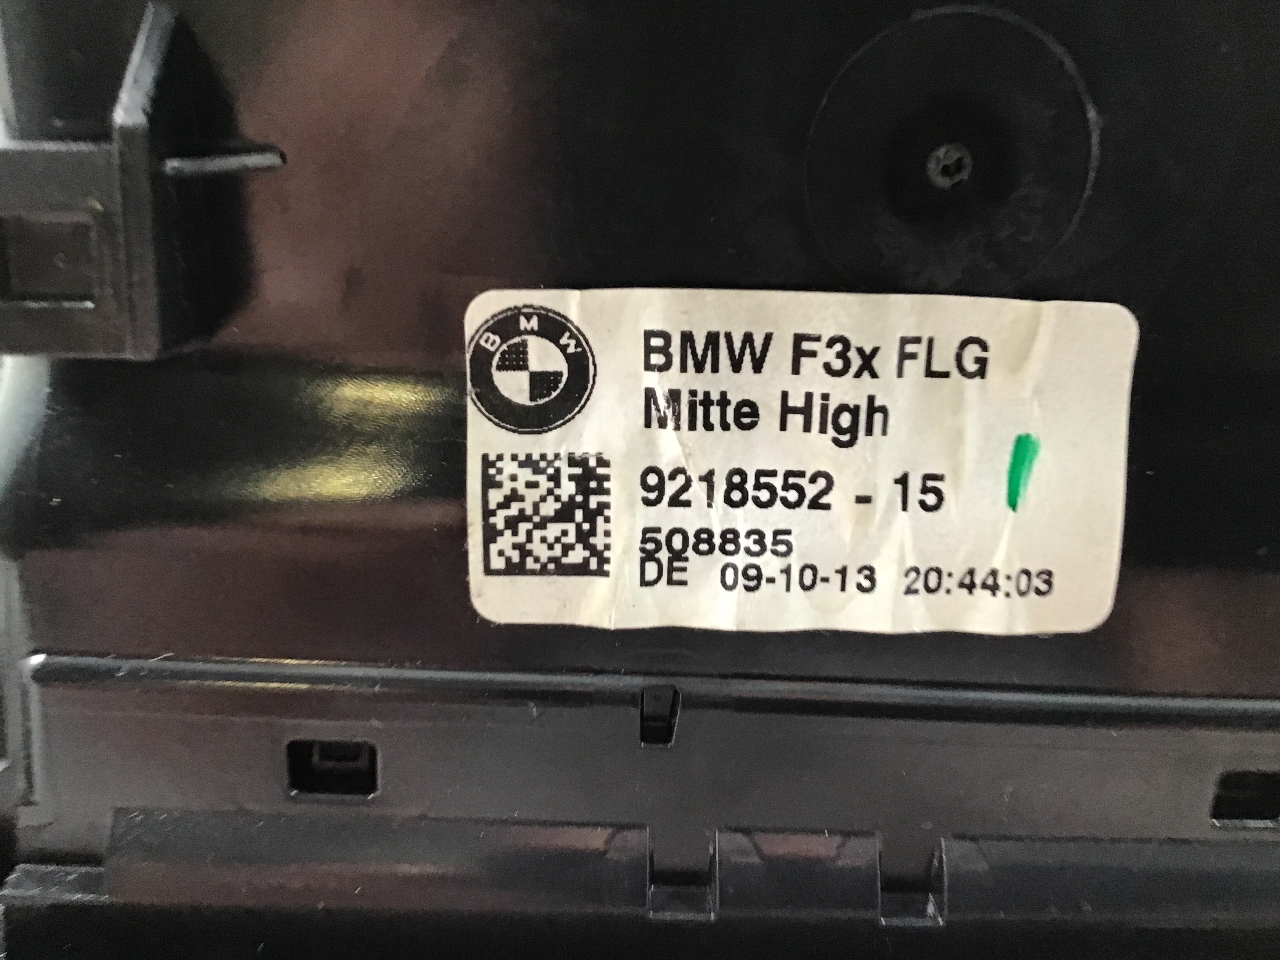 BMW
BMW F3x FLG
Mitte High
9218552 - 15
508835
DE 09-10-13 20:44:03